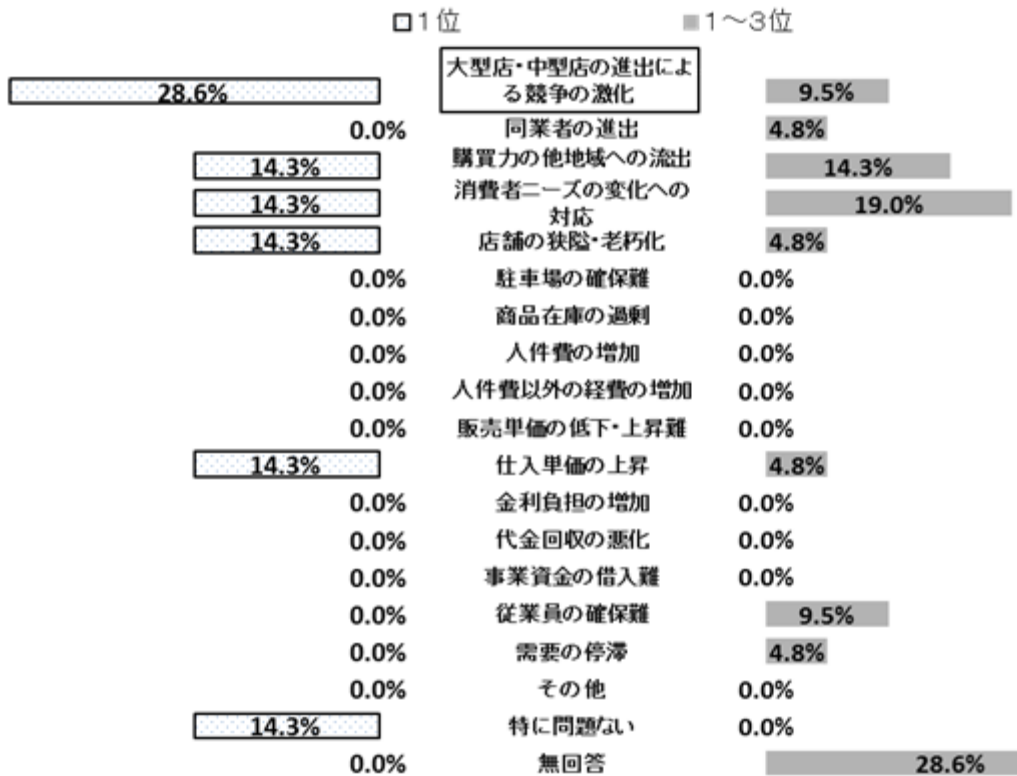 □1位 ■1～3位
28.6% 大型店・中型店の進出によ
る競争の激化 9.5%
0.0% 同業者の進出 4.8%
14.3% 購買力の他地域への流出 14.3%
14.3% 消費者ニーズの変化への
対応 19.0%
14.3% 店舗の狭隘・老朽化 4.8%
0.0% 駐車場の確保難 0.0%
0.0% 商品在庫の過剰 0.0%
0.0% 人件費の増加 0.0%
0.0% 人件費以外の経費の増加 0.0%
0.0% 販売単価の低下・上昇難 0.0%
14.3% 仕入単価の上昇 4.8%
0.0% 金利負担の増加 0.0%
0.0% 代金回収の悪化 0.0%
0.0% 事業資金の借入難 0.0%
0.0% 従業員の確保難 9.5%
0.0% 需要の停滞 4.8%
0.0% その他 0.0%
14.3% 特に問題ない 0.0%
0.0% 無回答 28.6%